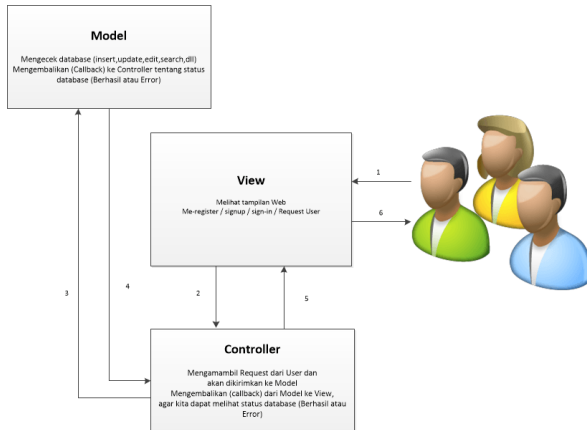 Model
Mengecek database (insert,update,edit,search,dll)
Mengembalikan (Callback) ke Controller tentang status
database (Berhasil atau Error)
View
Melihat tampilan Web
Me-register / signup / sign-in / Request User
1
6
3
4
2
5
Controller
Mengamambil Request dari User dan
akan dikirimkan ke Model
Mengembalikan (callback) dari Model ke View,
agar kita dapat melihat status database (Berhasil atau
Error)